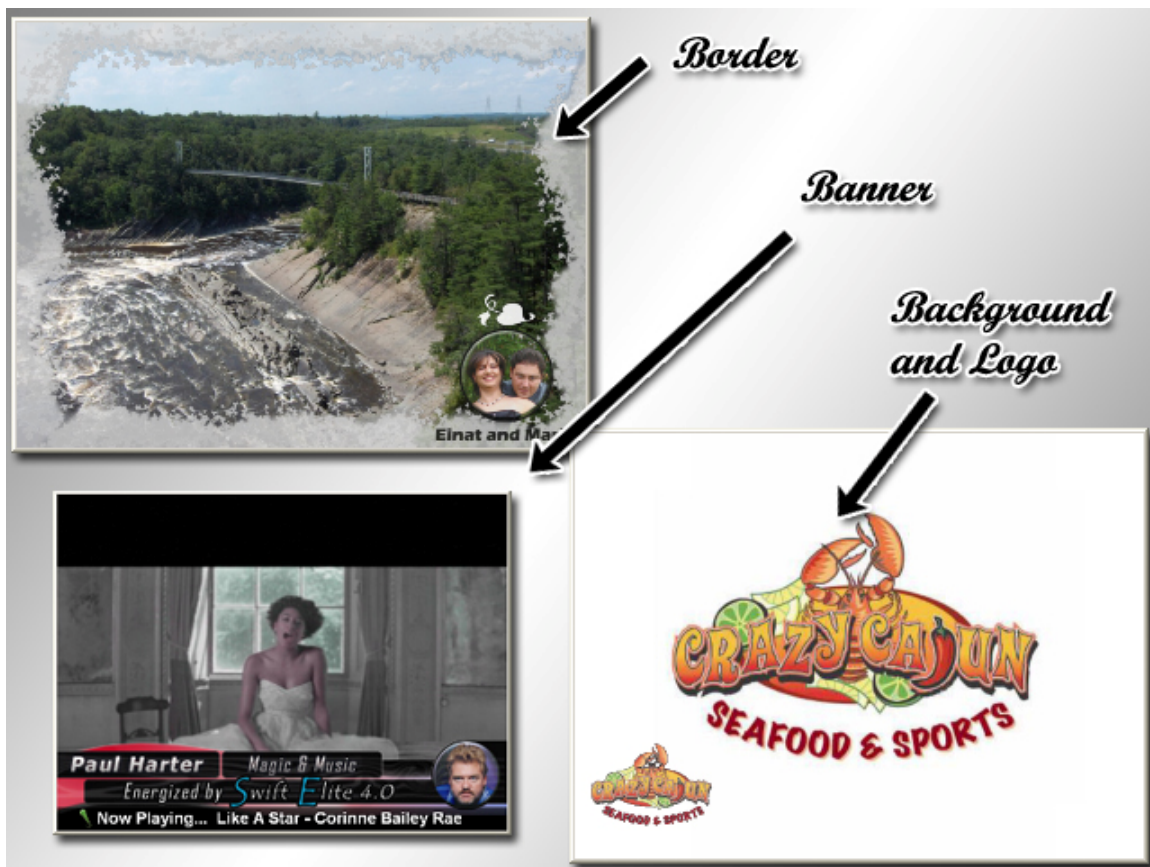 Border
Banner
Background
and Logo
Einat and
Paul Harter
Magic & Music
Energized by Swift Elite 4.0
Now Playing... Like A Star - Corinne Bailey Rae
CRAZY CAJUN
SEAFOOD & SPORTS
CRAZY CAJUN
SEAFOOD & SPORTS